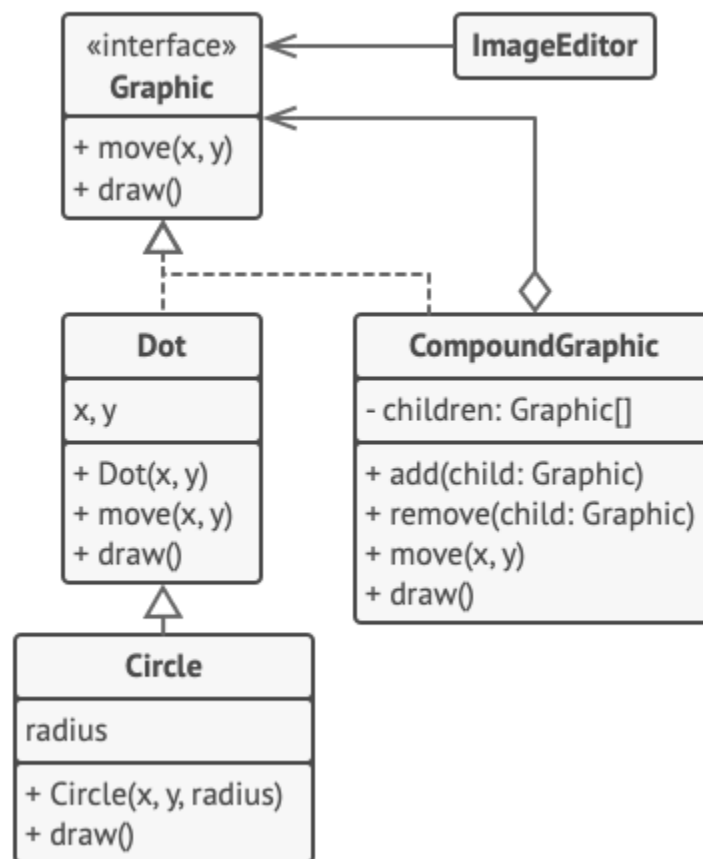 «interface»
Graphic
+ move(x, y)
+ draw()
ImageEditor
Dot
x, y
+ Dot(x, y)
+ move(x, y)
+ draw()
CompoundGraphic
- children: Graphic[]
+ add(child: Graphic)
+ remove(child: Graphic)
+ move(x, y)
+ draw()
Circle
radius
+ Circle(x, y, radius)
+ draw()